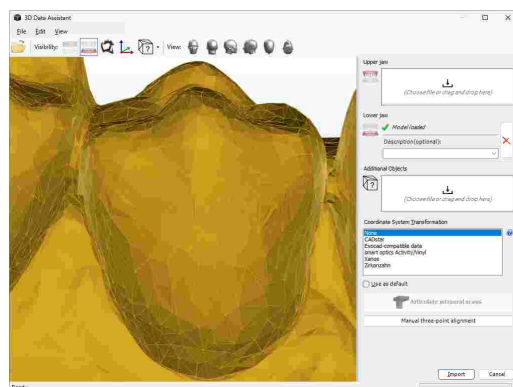 3D Data Assistant
File Edit View
Visibility: View:
Upper jaw
(Choose file or drag and drop here)
Lower jaw
Model loaded
Description(optional):
Additional Objects
(Choose file or drag and drop here)
Coordinate System Transformation
None
CADstar
Exocad-compatible data
smart optics Activity/Vinyl
Xanos
Zirkonzahn
Use as default
Articulate intraoral scans
Manual three-point alignment
Import Cancel
Ready